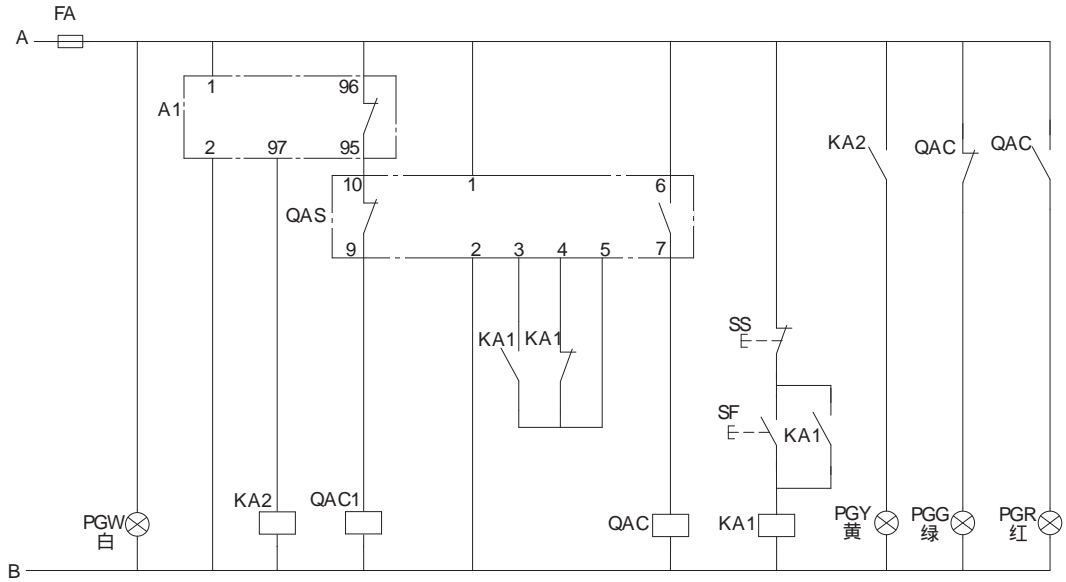 FA
A
1
96
A1
2
97
95
10
1
6
QAS
9
2
3
4
5
7
KA2
QAC
QAC
KA1
KA1
SS
SF
KA1
PGW
白
KA2
QAC1
QAC
KA1
PGY
黄
PGG
绿
PGR
红
B